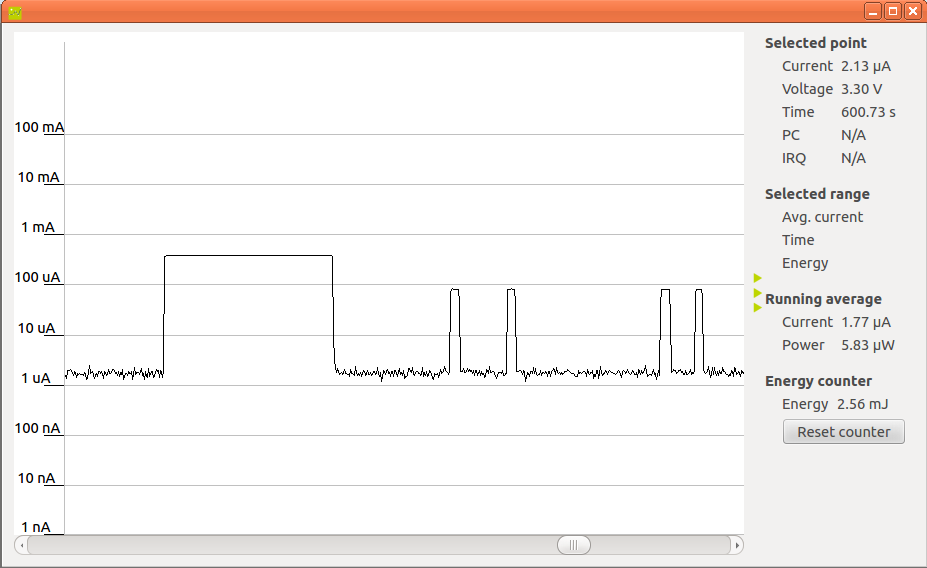 100 mA
10 mA
1 mA
100 uA
10 uA
1 uA
100 nA
10 nA
1 nA
Selected point
Current 2.13 µA
Voltage 3.30 V
Time 600.73 s
PC N/A
IRQ N/A
Selected range
Avg. current
Time
Energy
Running average
Current 1.77 µA
Power 5.83 µW
Energy counter
Energy 2.56 mJ
Reset counter